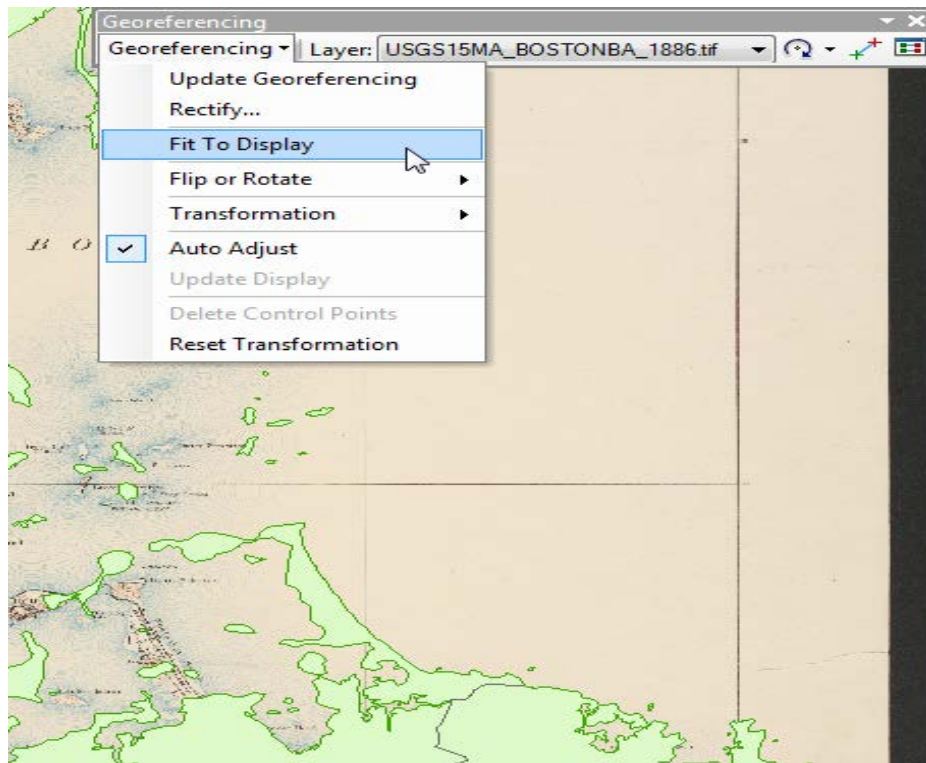 Georeferencing
Georeferencing Layer: USGS15MA_BOSTONBA_1886.tif
Update Georeferencing
Rectify...
Fit To Display
Flip or Rotate
Transformation
B O
Auto Adjust
Update Display
Delete Control Points
Reset Transformation